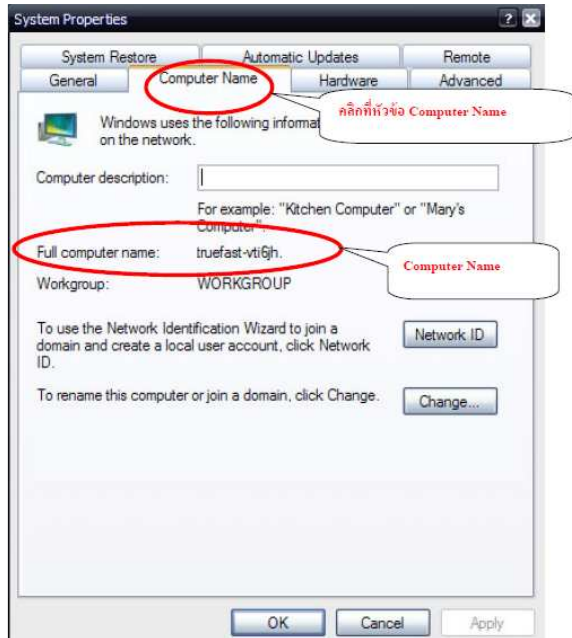 System Properties
System Restore
Automatic Updates
Remote
General
Computer Name
Hardware
Advanced
คลิกที่หัวข้อ Computer Name
Windows uses the following
on the network.
Computer description:
For example: "Kitchen Computer" or "Mary's
Computer".
Full computer name:
truefast-vti6jh.
Computer Name
Workgroup:
WORKGROUP
To use the Network Identification Wizard to join a
domain and create a local user account, click Network
ID.
Network ID
To rename this computer or join a domain, click Change.
Change...
OK
Cancel
Apply